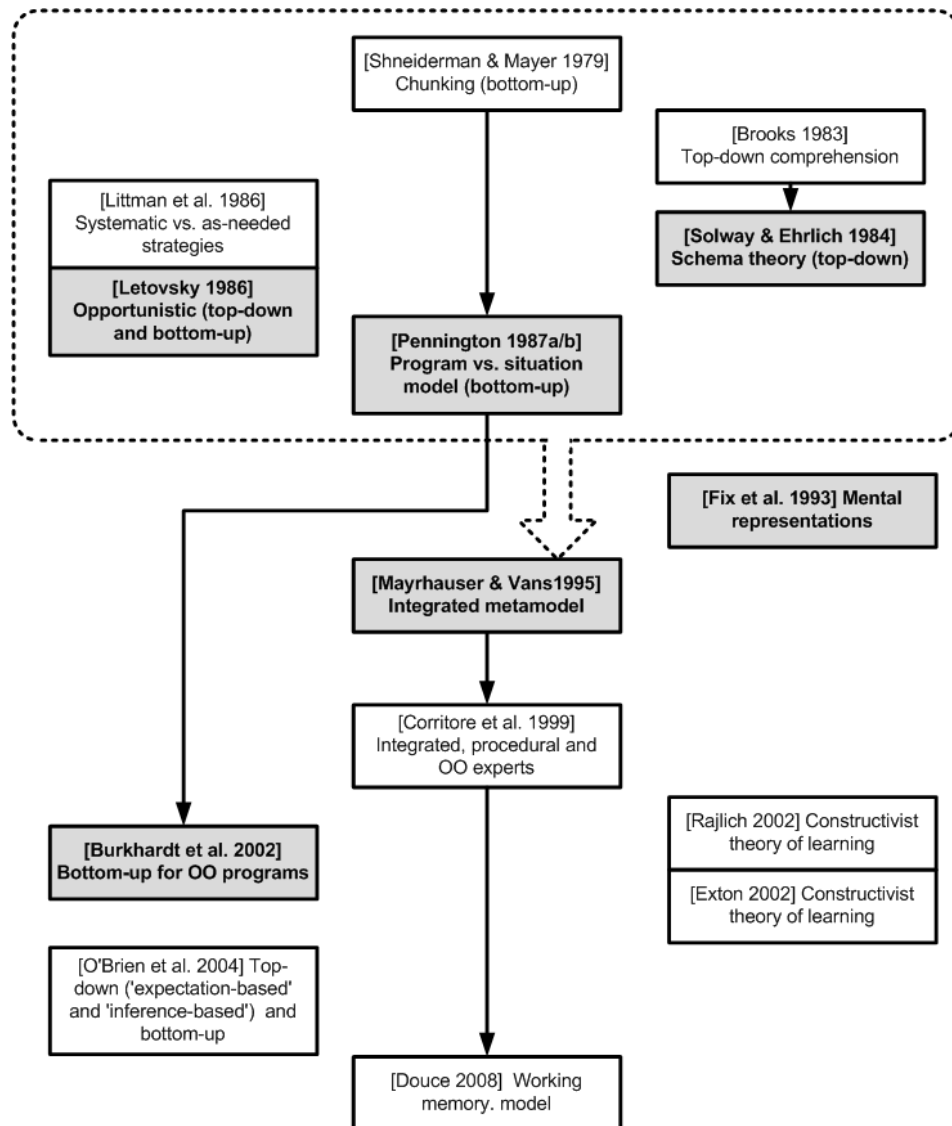 [Shneiderman & Mayer 1979]
Chunking (bottom-up)
[Brooks 1983]
Top-down comprehension
[Littman et al. 1986]
Systematic vs. as-needed
strategies
[Solway & Ehrlich 1984]
Schema theory (top-down)
[Letovsky 1986]
Opportunistic (top-down
and bottom-up)
[Pennington 1987a/b]
Program vs. situation
model (bottom-up)
[Fix et al. 1993] Mental
representations
[Mayrhauser & Vans1995]
Integrated metamodel
[Corritore et al. 1999]
Integrated, procedural and
OO experts
[Rajlich 2002] Constructivist
theory of learning
[Burkhardt et al. 2002]
Bottom-up for OO programs
[Exton 2002] Constructivist
theory of learning
[O'Brien et al. 2004] Top-
down ('expectation-based'
and 'inference-based') and
bottom-up
[Douce 2008] Working
memory. model